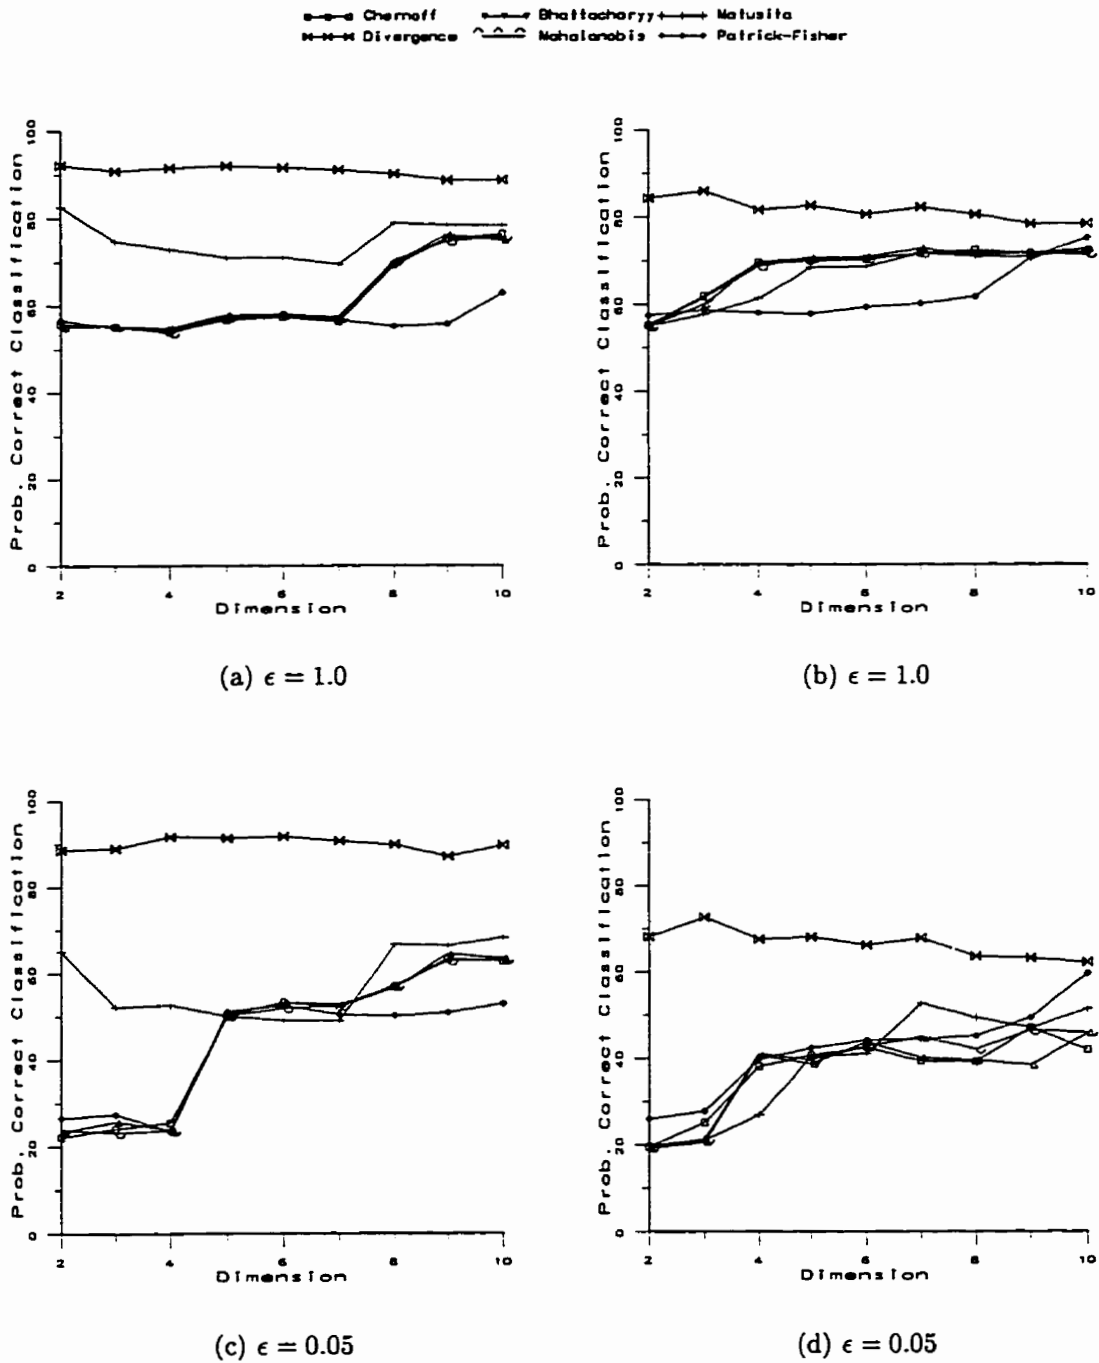 Chernoff Bhattacharyy Matusita
Divergence Mahalanobis Patrick-Fisher
Prob. Correct Classification
0 20 40 60 80 100
2 4 6 8 10
Dimension
(a) ϵ = 1.0
Prob. Correct Classification
0 20 40 60 80 100
2 4 6 8 10
Dimension
(b) ϵ = 1.0
Prob. Correct Classification
0 20 40 60 80 100
2 4 6 8 10
Dimension
(c) ϵ = 0.05
Prob. Correct Classification
0 20 40 60 80 100
2 4 6 8 10
Dimension
(d) ϵ = 0.05